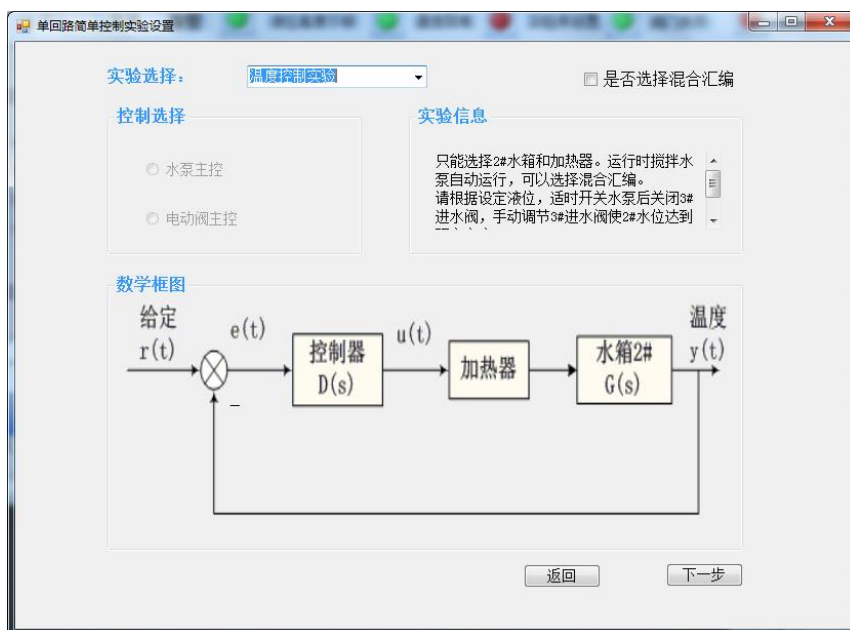 单回路简单控制实验设置
实验选择：
温度控制实验
是否选择混合汇编
控制选择
水泵主控
电动阀主控
实验信息
只能选择2#水箱和加热器。运行时搅拌水
泵自动运行，可以选择混合汇编。
请根据设定液位，适时开关水泵后关闭3#
进水阀，手动调节3#进水阀使2#水位达到
数学框图
给定
r(t)
e(t)
控制器
D(s)
u(t)
加热器
水箱2#
G(s)
温度
y(t)
−
返回
下一步